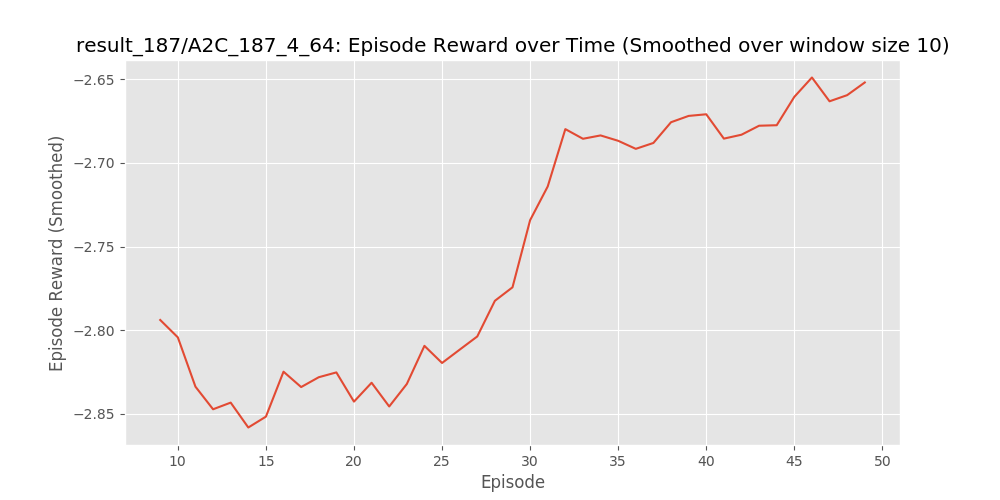 result_187/A2C_187_4_64: Episode Reward over Time (Smoothed over window size 10)
Episode Reward (Smoothed)
−2.65
−2.70
−2.75
−2.80
−2.85
10 15 20 25 30 35 40 45 50
Episode